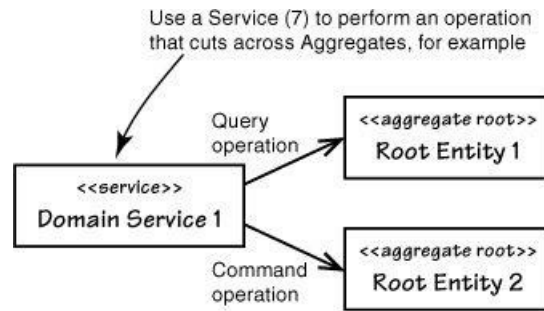 Use a Service (7) to perform an operation
that cuts across Aggregates, for example
Query
operation
<<aggregate root>>
Root Entity 1
<<service>>
Domain Service 1
<<aggregate root>>
Root Entity 2
Command
operation